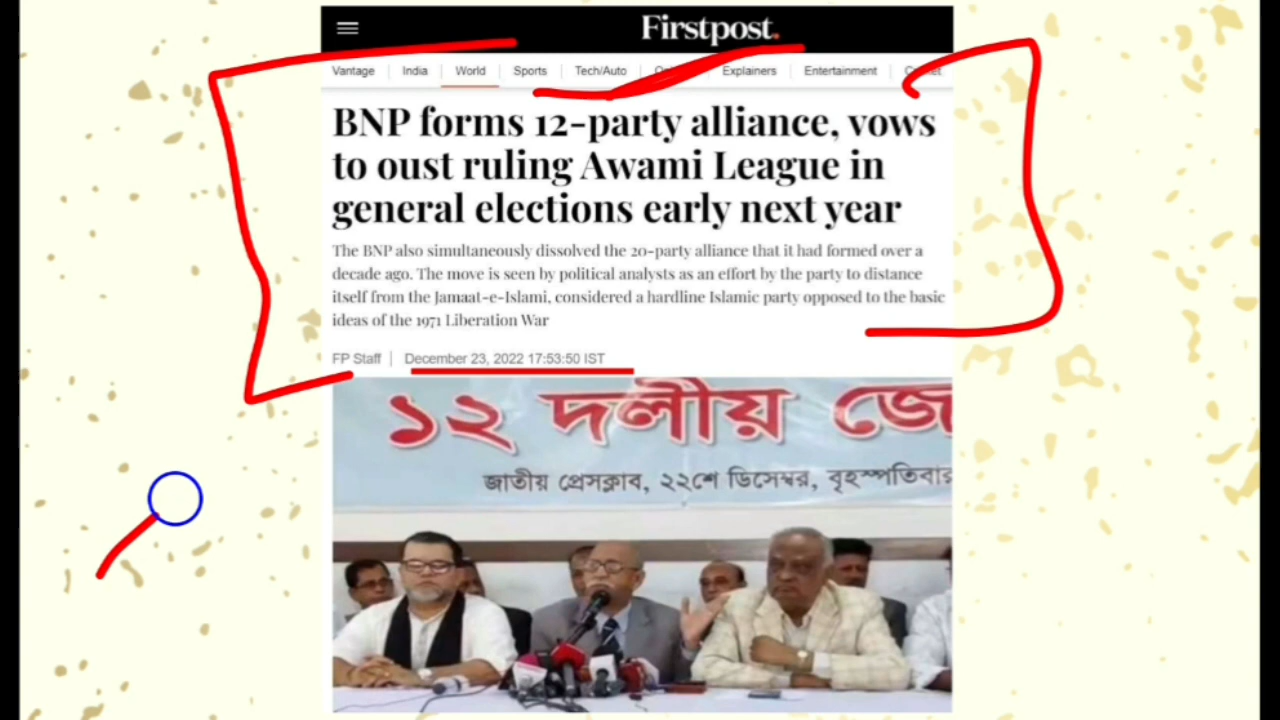 Firstpost.
Vantage India World Sports Tech/Auto Explainers Entertainment
BNP forms 12-party alliance, vows
to oust ruling Awami League in
general elections early next year
The BNP also simultaneously dissolved the 20-party alliance that it had formed over a
decade ago. The move is seen by political analysts as an effort by the party to distance
itself from the Jamaat-e-Islami, considered a hardline Islamic party opposed to the basic
ideas of the 1971 Liberation War
FP Staff | December 23, 2022 17:53:50 IST
১২ দলীয় জো
জাতীয় প্রেসক্লাব, ২২শে ডিসেম্বর, বৃহস্পতিবার